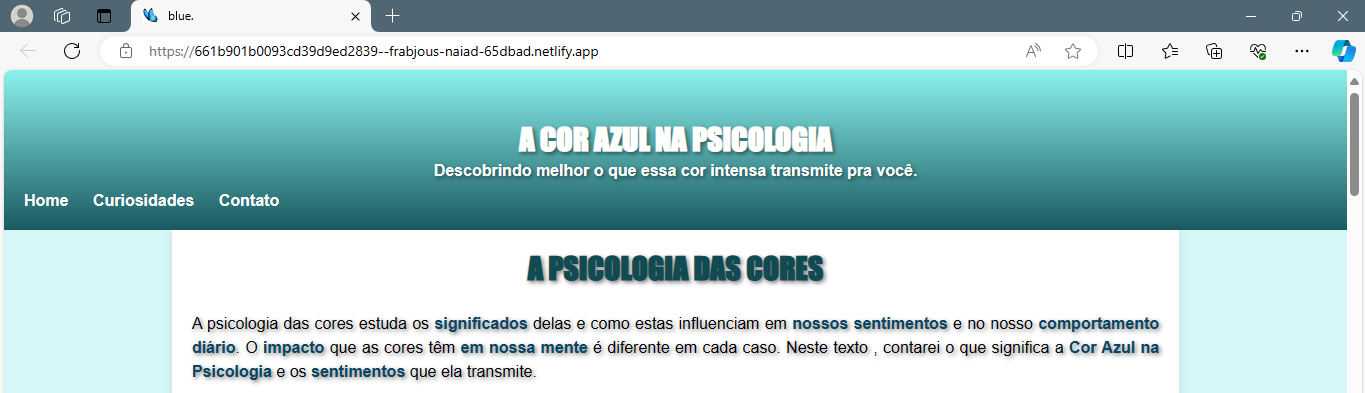 blue.
https://661b901b0093cd39d9ed2839--frabjous-naiad-65dbad.netlify.app
A COR AZUL NA PSICOLOGIA
Descobrindo melhor o que essa cor intensa transmite pra você.
Home Curiosidades Contato
A PSICOLOGIA DAS CORES
A psicologia das cores estuda os significados delas e como estas influenciam em nossos sentimentos e no nosso comportamento
diário. O impacto que as cores têm em nossa mente é diferente em cada caso. Neste texto , contarei o que significa a Cor Azul na
Psicologia e os sentimentos que ela transmite.